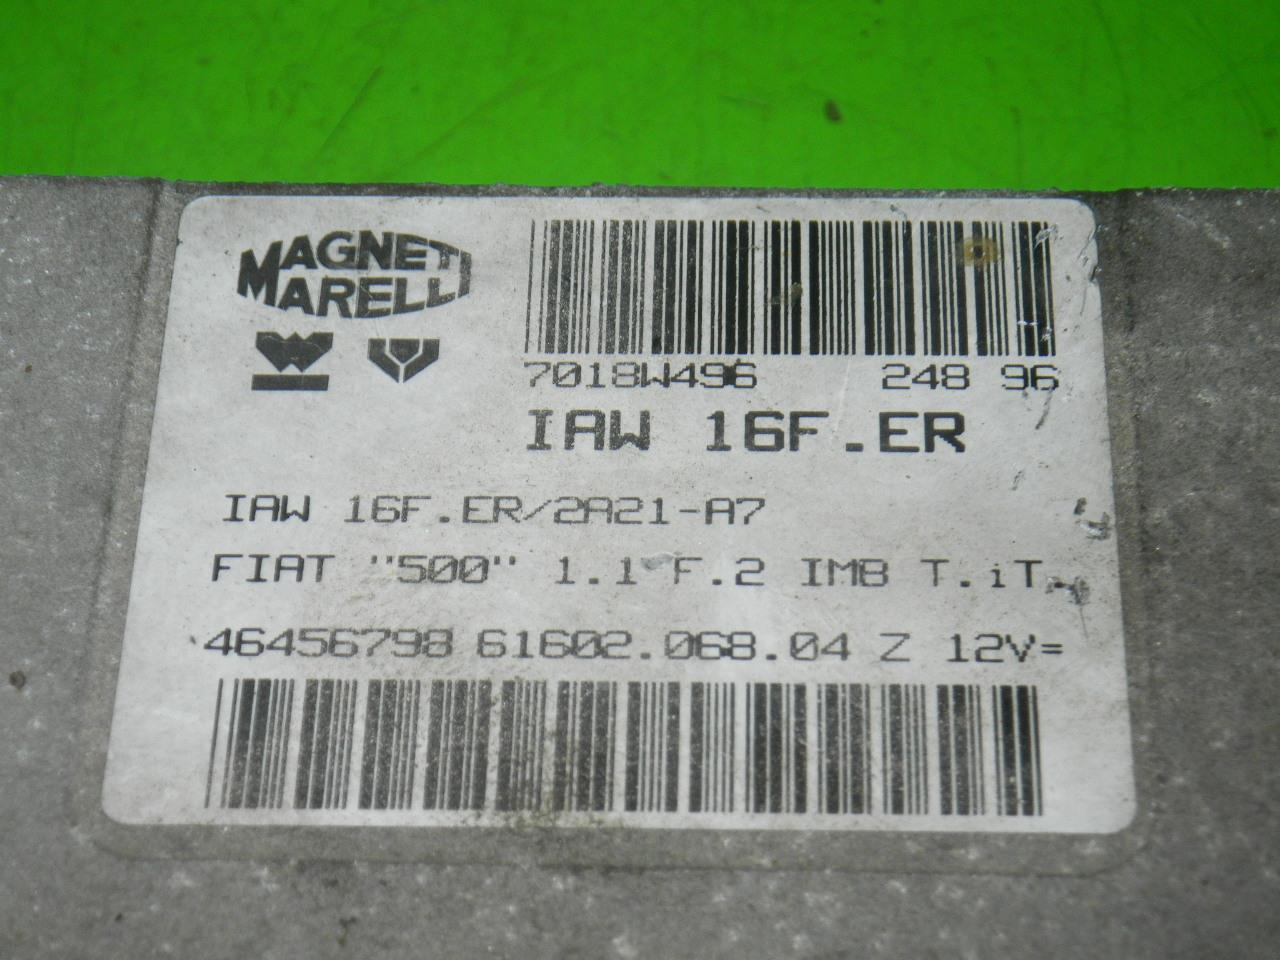 MAGNETI
MARELLI
7018W496 248 96
IAW 16F.ER
IAW 16F.ER/2A21-A7
FIAT "500" 1.1 F.2 IMB T.iT.
46456798 61602.068.04 Z 12V=